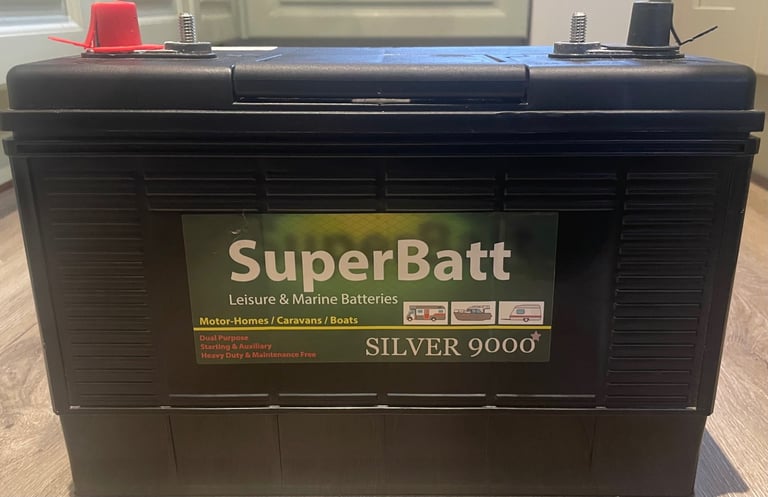 SuperBatt
Leisure & Marine Batteries
Motor-Homes / Caravans / Boats
Dual Purpose
Starting & Auxiliary
Heavy Duty & Maintenance Free
SILVER 9000